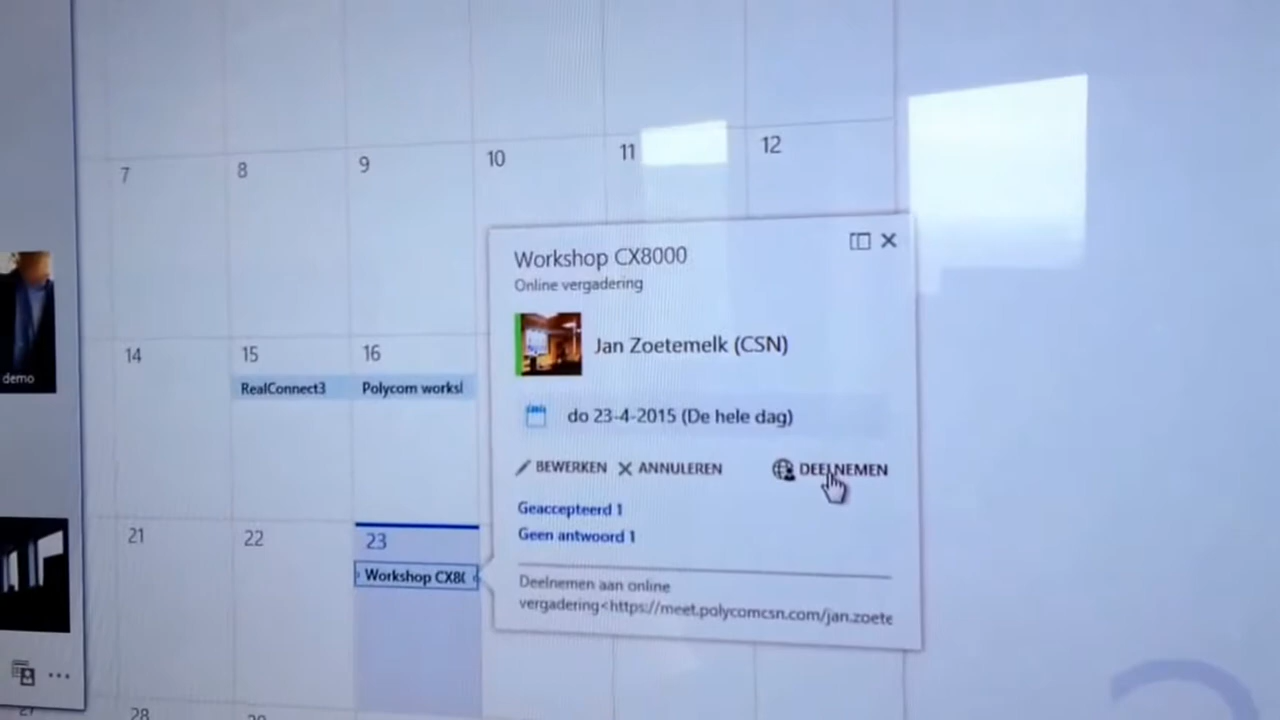 7
8
9
10
11
12
Workshop CX8000
Online vergadering
Jan Zoetemelk (CSN)
demo
14
15
16
RealConnect3
Polycom works
do 23-4-2015 (De hele dag)
BEWERKEN
ANNULEREN
DEELNEMEN
Geaccepteerd 1
Geen antwoord 1
21
22
23
Workshop CX8
Deelnemen aan online
vergadering<https://meet.polycomcsn.com/jan.zoete
28